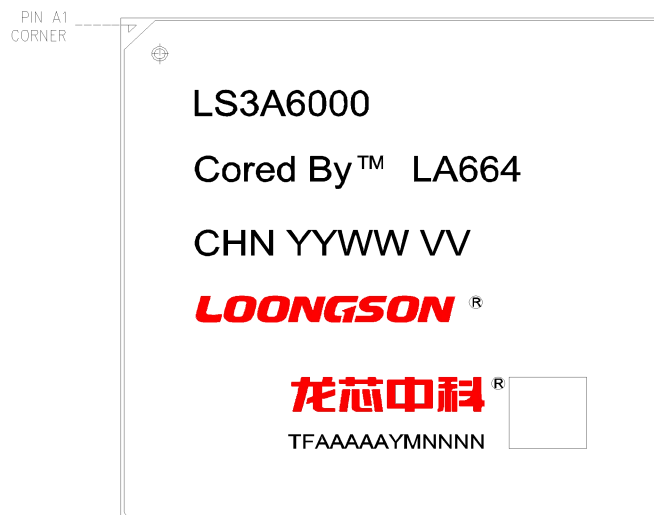 PIN A1
CORNER
LS3A6000
Cored By™ LA664
CHN YYWW VV
LOONGSON ®
龙芯中科®
TFAAAAAYMNNNN